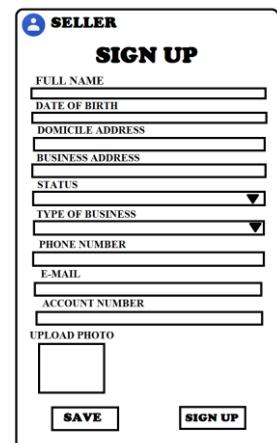 SELLER
SIGN UP
FULL NAME
DATE OF BIRTH
DOMICILE ADDRESS
BUSINESS ADDRESS
STATUS
TYPE OF BUSINESS
PHONE NUMBER
E-MAIL
ACCOUNT NUMBER
UPLOAD PHOTO
SAVE SIGN UP